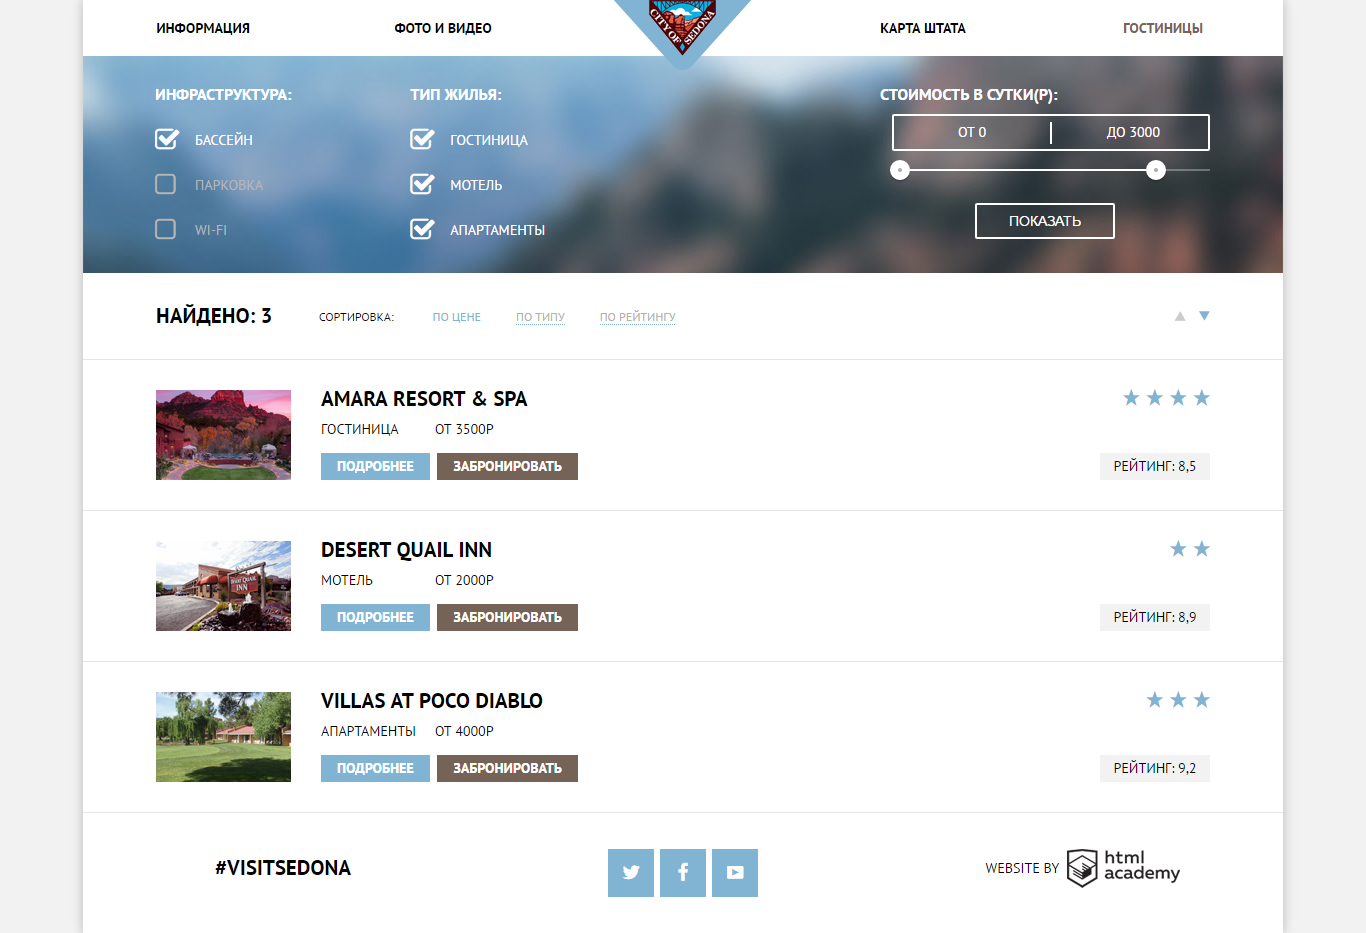 ИНФОРМАЦИЯ
ФОТО И ВИДЕО
CITY OF SEDONA
КАРТА ШТАТА
ГОСТИНИЦЫ
ИНФРАСТРУКТУРА:
ТИП ЖИЛЬЯ:
СТОИМОСТЬ В СУТКИ(Р):
БАССЕЙН
ГОСТИНИЦА
ОТ 0
ДО 3000
ПАРКОВКА
МОТЕЛЬ
WI-FI
АПАРТАМЕНТЫ
ПОКАЗАТЬ
НАЙДЕНО: 3
СОРТИРОВКА:
ПО ЦЕНЕ
ПО ТИПУ
ПО РЕЙТИНГУ
AMARA RESORT & SPA
ГОСТИНИЦА
ОТ 3500Р
ПОДРОБНЕЕ
ЗАБРОНИРОВАТЬ
РЕЙТИНГ: 8,5
QUAIL
INN
DESERT QUAIL INN
МОТЕЛЬ
ОТ 2000Р
ПОДРОБНЕЕ
ЗАБРОНИРОВАТЬ
РЕЙТИНГ: 8,9
VILLAS AT POCO DIABLO
АПАРТАМЕНТЫ
ОТ 4000Р
ПОДРОБНЕЕ
ЗАБРОНИРОВАТЬ
РЕЙТИНГ: 9,2
#VISITSEDONA
WEBSITE BY
html
academy